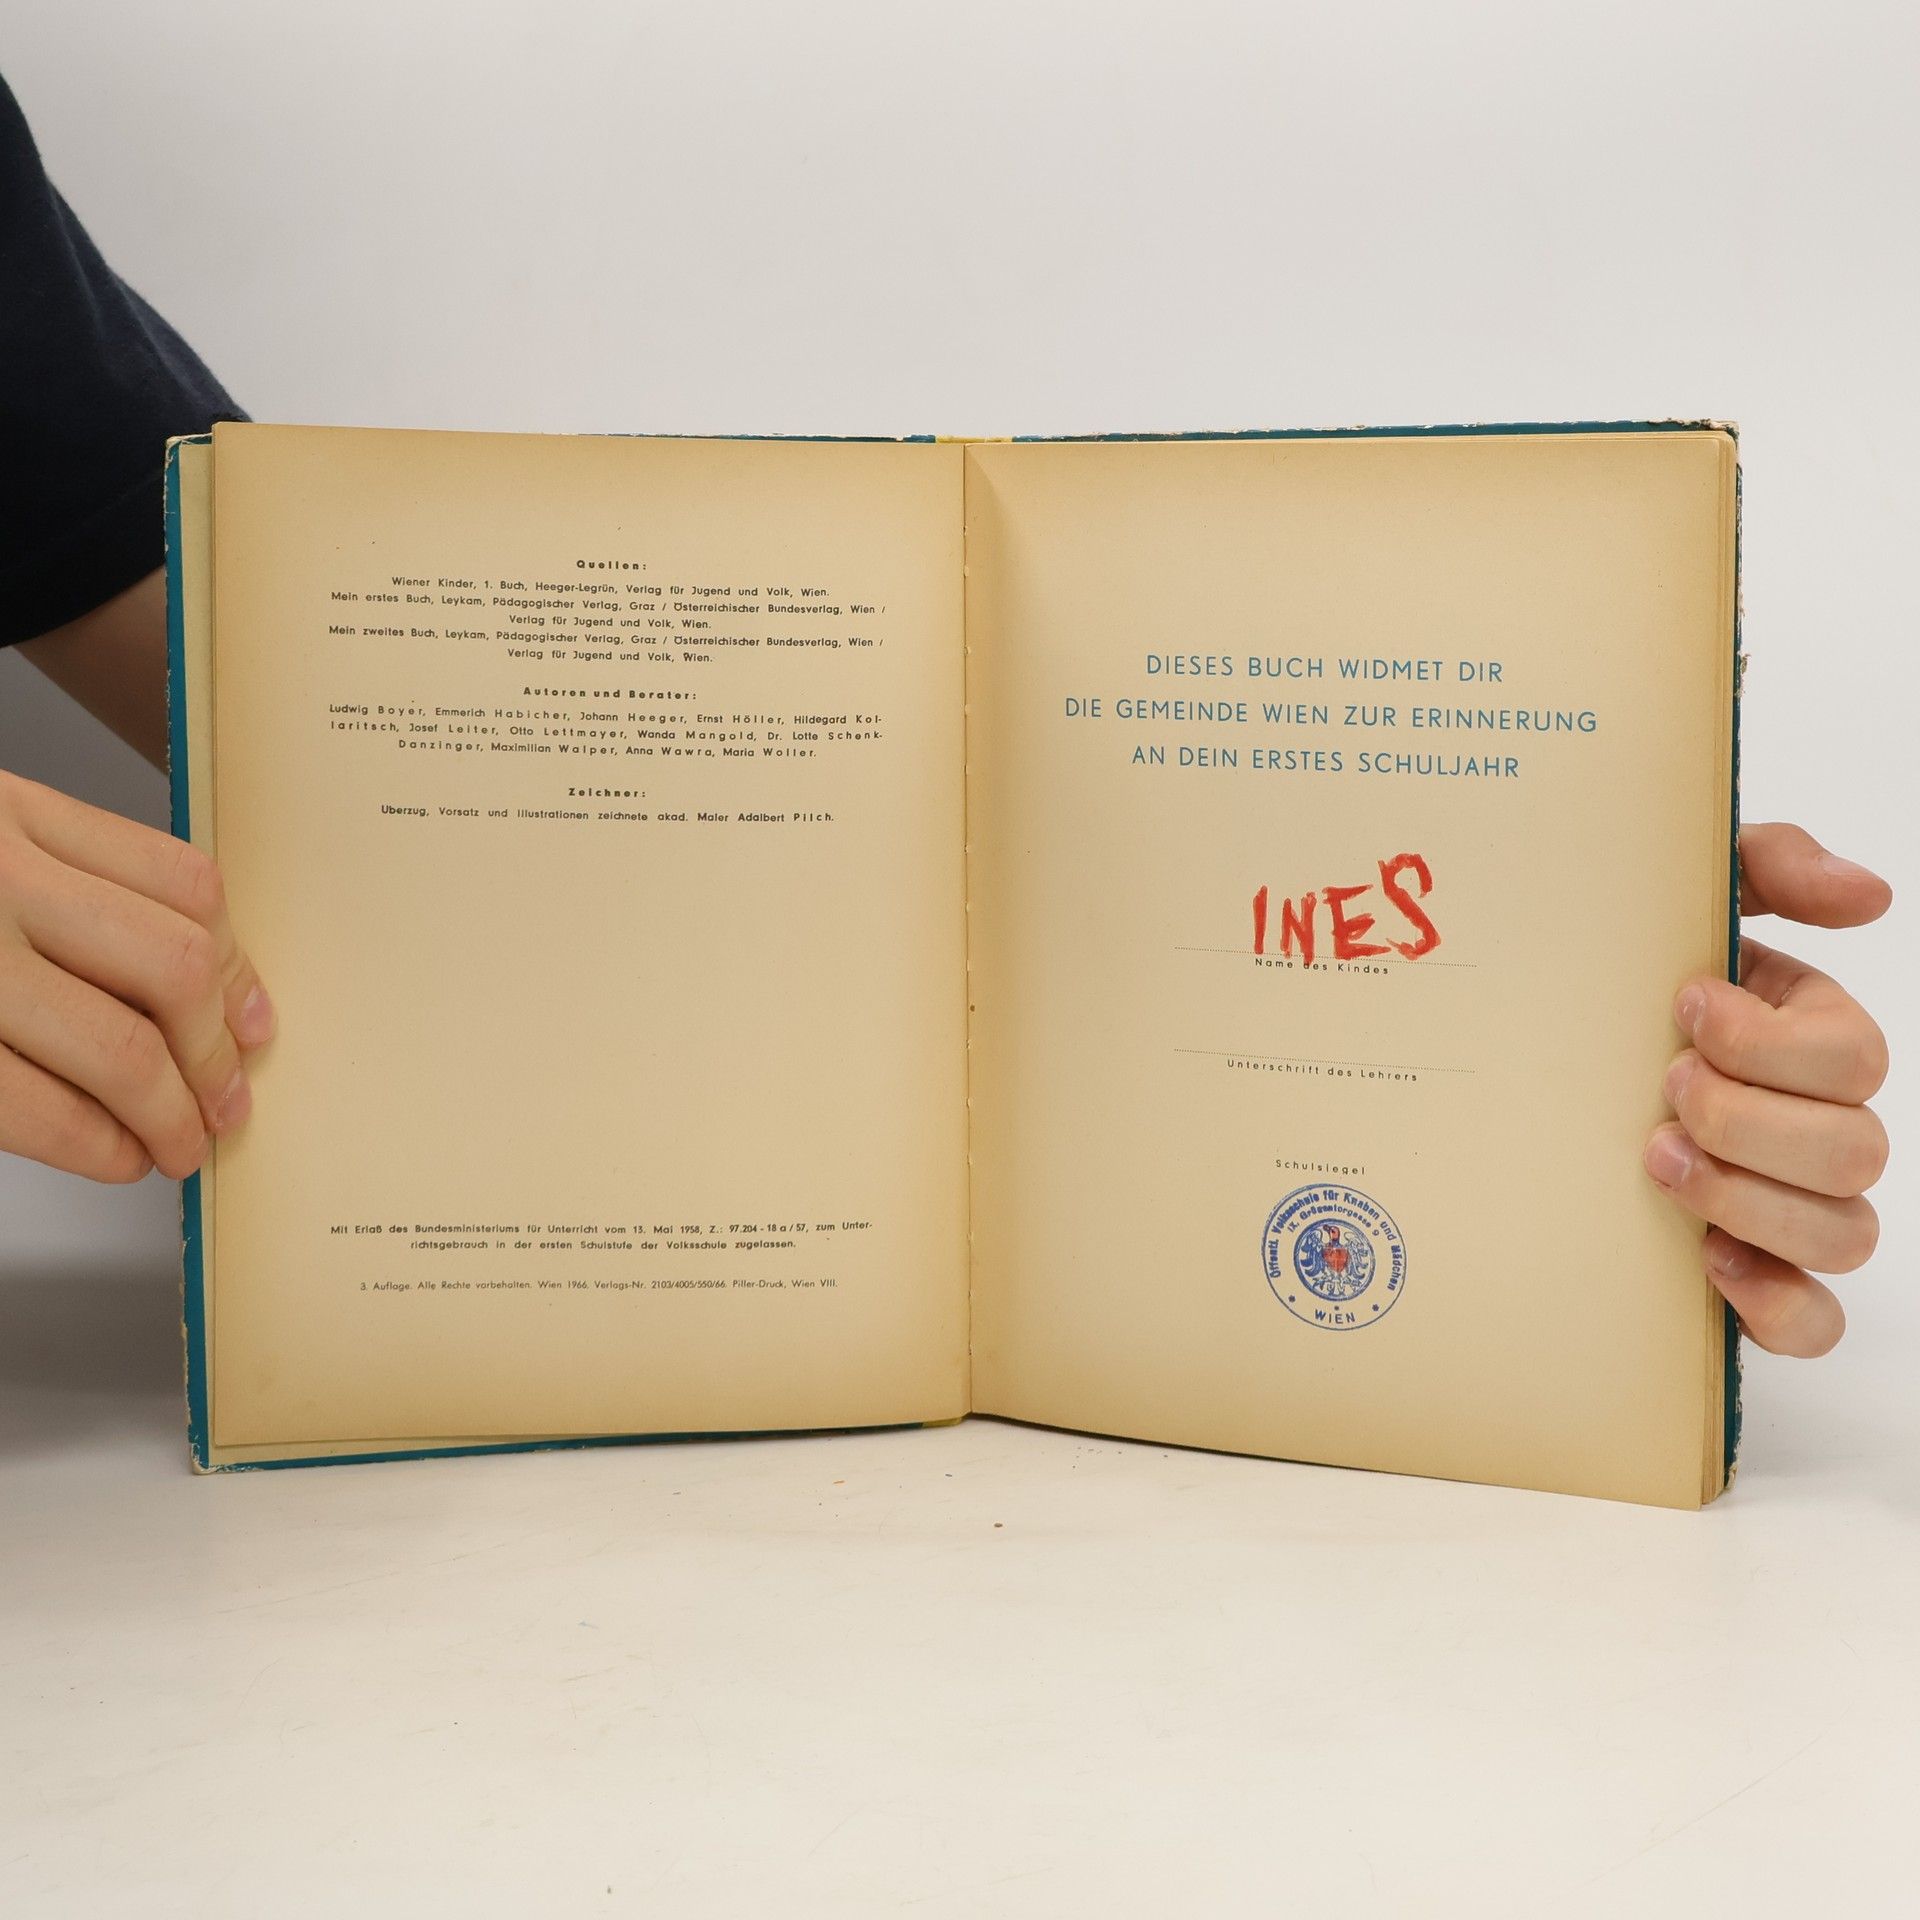 Quellen:
Wiener Kinder, 1. Buch, Heeger-Legrün, Verlag für Jugend und Volk, Wien.
Mein erstes Buch, Leykam, Pädagogischer Verlag, Graz / Österreichischer Bundesverlag, Wien /
Verlag für Jugend und Volk, Wien.
Mein zweites Buch, Leykam, Pädagogischer Verlag, Graz / Österreichischer Bundesverlag, Wien /
Verlag für Jugend und Volk, Wien.
Autoren und Berater:
Ludwig Boyer, Emmerich Habicher, Johann Heeger, Ernst Höller, Hildegard Kol-
laritsch, Josef Leiter, Otto Lettmayer, Wanda Mangold, Dr. Lotte Schenk-
Danzinger, Maximilian Walper, Anna Wawra, Maria Woller.
Zeichner:
Überzug, Vorsatz und Illustrationen zeichnete akad. Maler Adalbert Pilch.
Mit Erlaß des Bundesministeriums für Unterricht vom 13. Mai 1958, Z.: 97.204 - 18 a / 57, zum Unter-
richtsgebrauch in der ersten Schulstufe der Volksschule zugelassen.
3. Auflage. Alle Rechte vorbehalten. Wien 1966. Verlags-Nr. 2103/4005/550/66. Piller-Druck, Wien VIII.
DIESES BUCH WIDMET DIR
DIE GEMEINDE WIEN ZUR ERINNERUNG
AN DEIN ERSTES SCHULJAHR
INES
Name des Kindes
Unterschrift des Lehrers
Schulsiegel
Öffentl. Volksschule für Knaben und Mädchen
IX. Grünentorgasse 9
WIEN